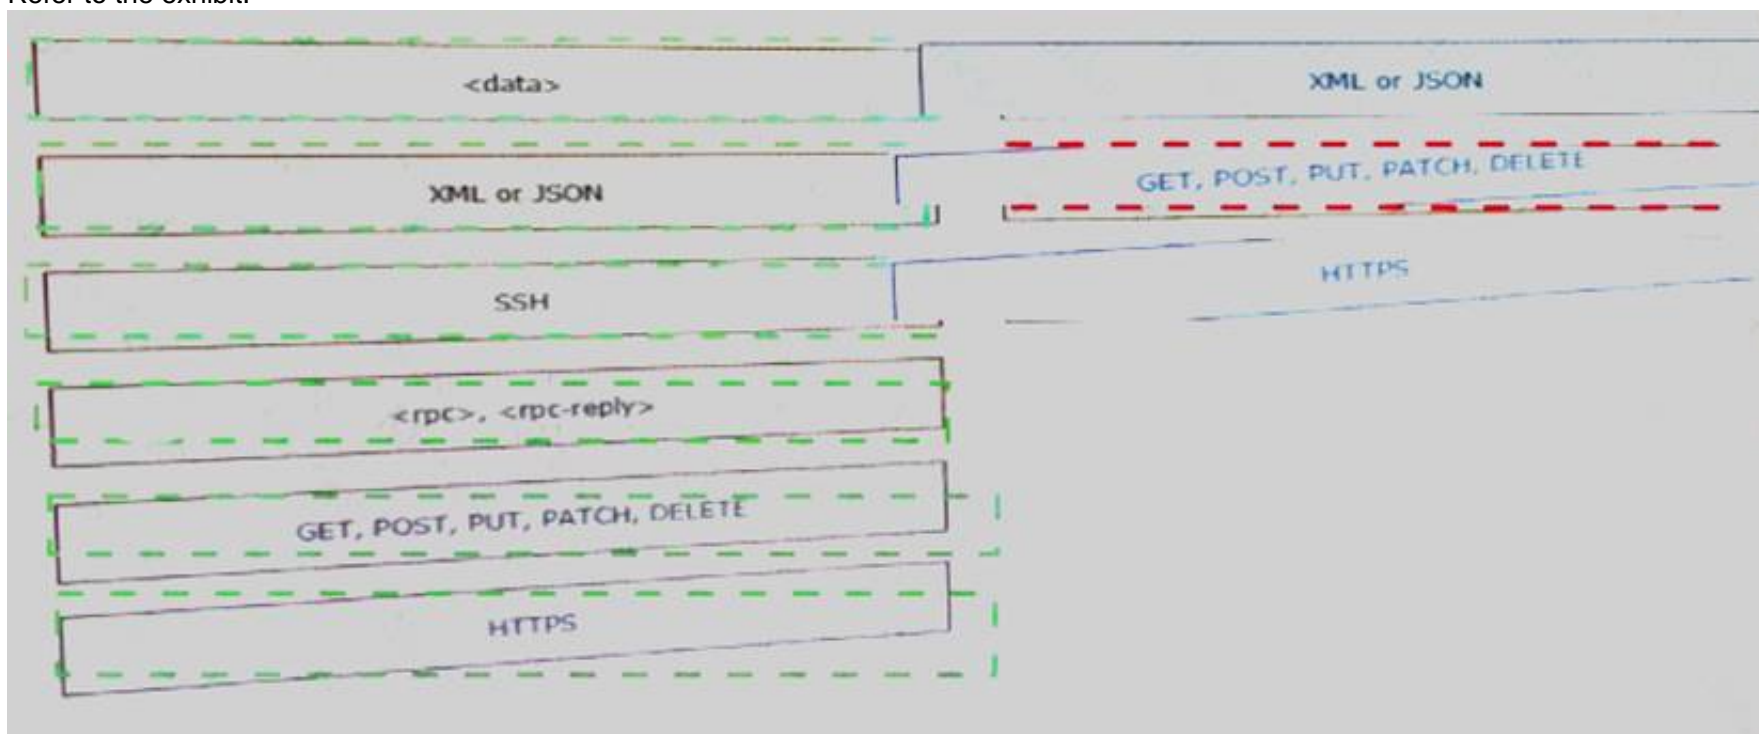 Refer to the exhibit.
<data>
XML or JSON
XML or JSON
GET, POST, PUT, PATCH, DELETE
SSH
HTTPS
<rpc>, <rpc-reply>
GET, POST, PUT, PATCH, DELETE
HTTPS